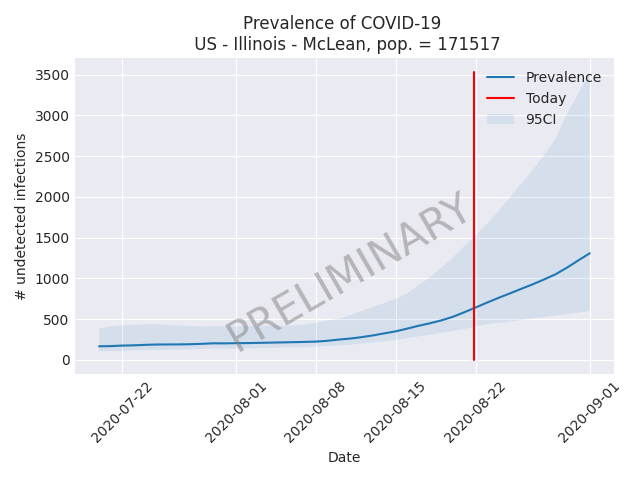 Prevalence of COVID-19
US - Illinois - McLean, pop. = 171517
3500
3000
2500
2000
1500
1000
500
0
# undetected infections
Prevalence
Today
95CI
PRELIMINARY
2020-07-22
2020-08-01
2020-08-08
2020-08-15
2020-08-22
2020-09-01
Date